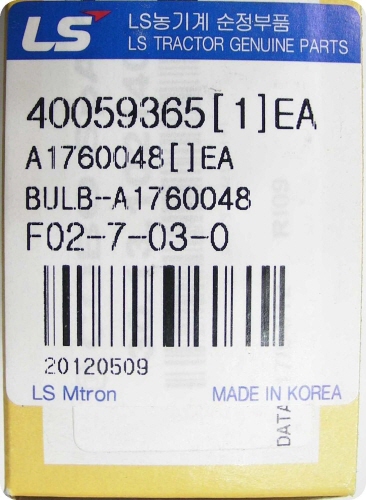 LS
LS농기계 순정부품
LS TRACTOR GENUINE PARTS
40059365[1]EA
A1760048[]EA
BULB--A1760048
F02-7-03-0
20120509
LS Mtron
MADE IN KOREA
DATA